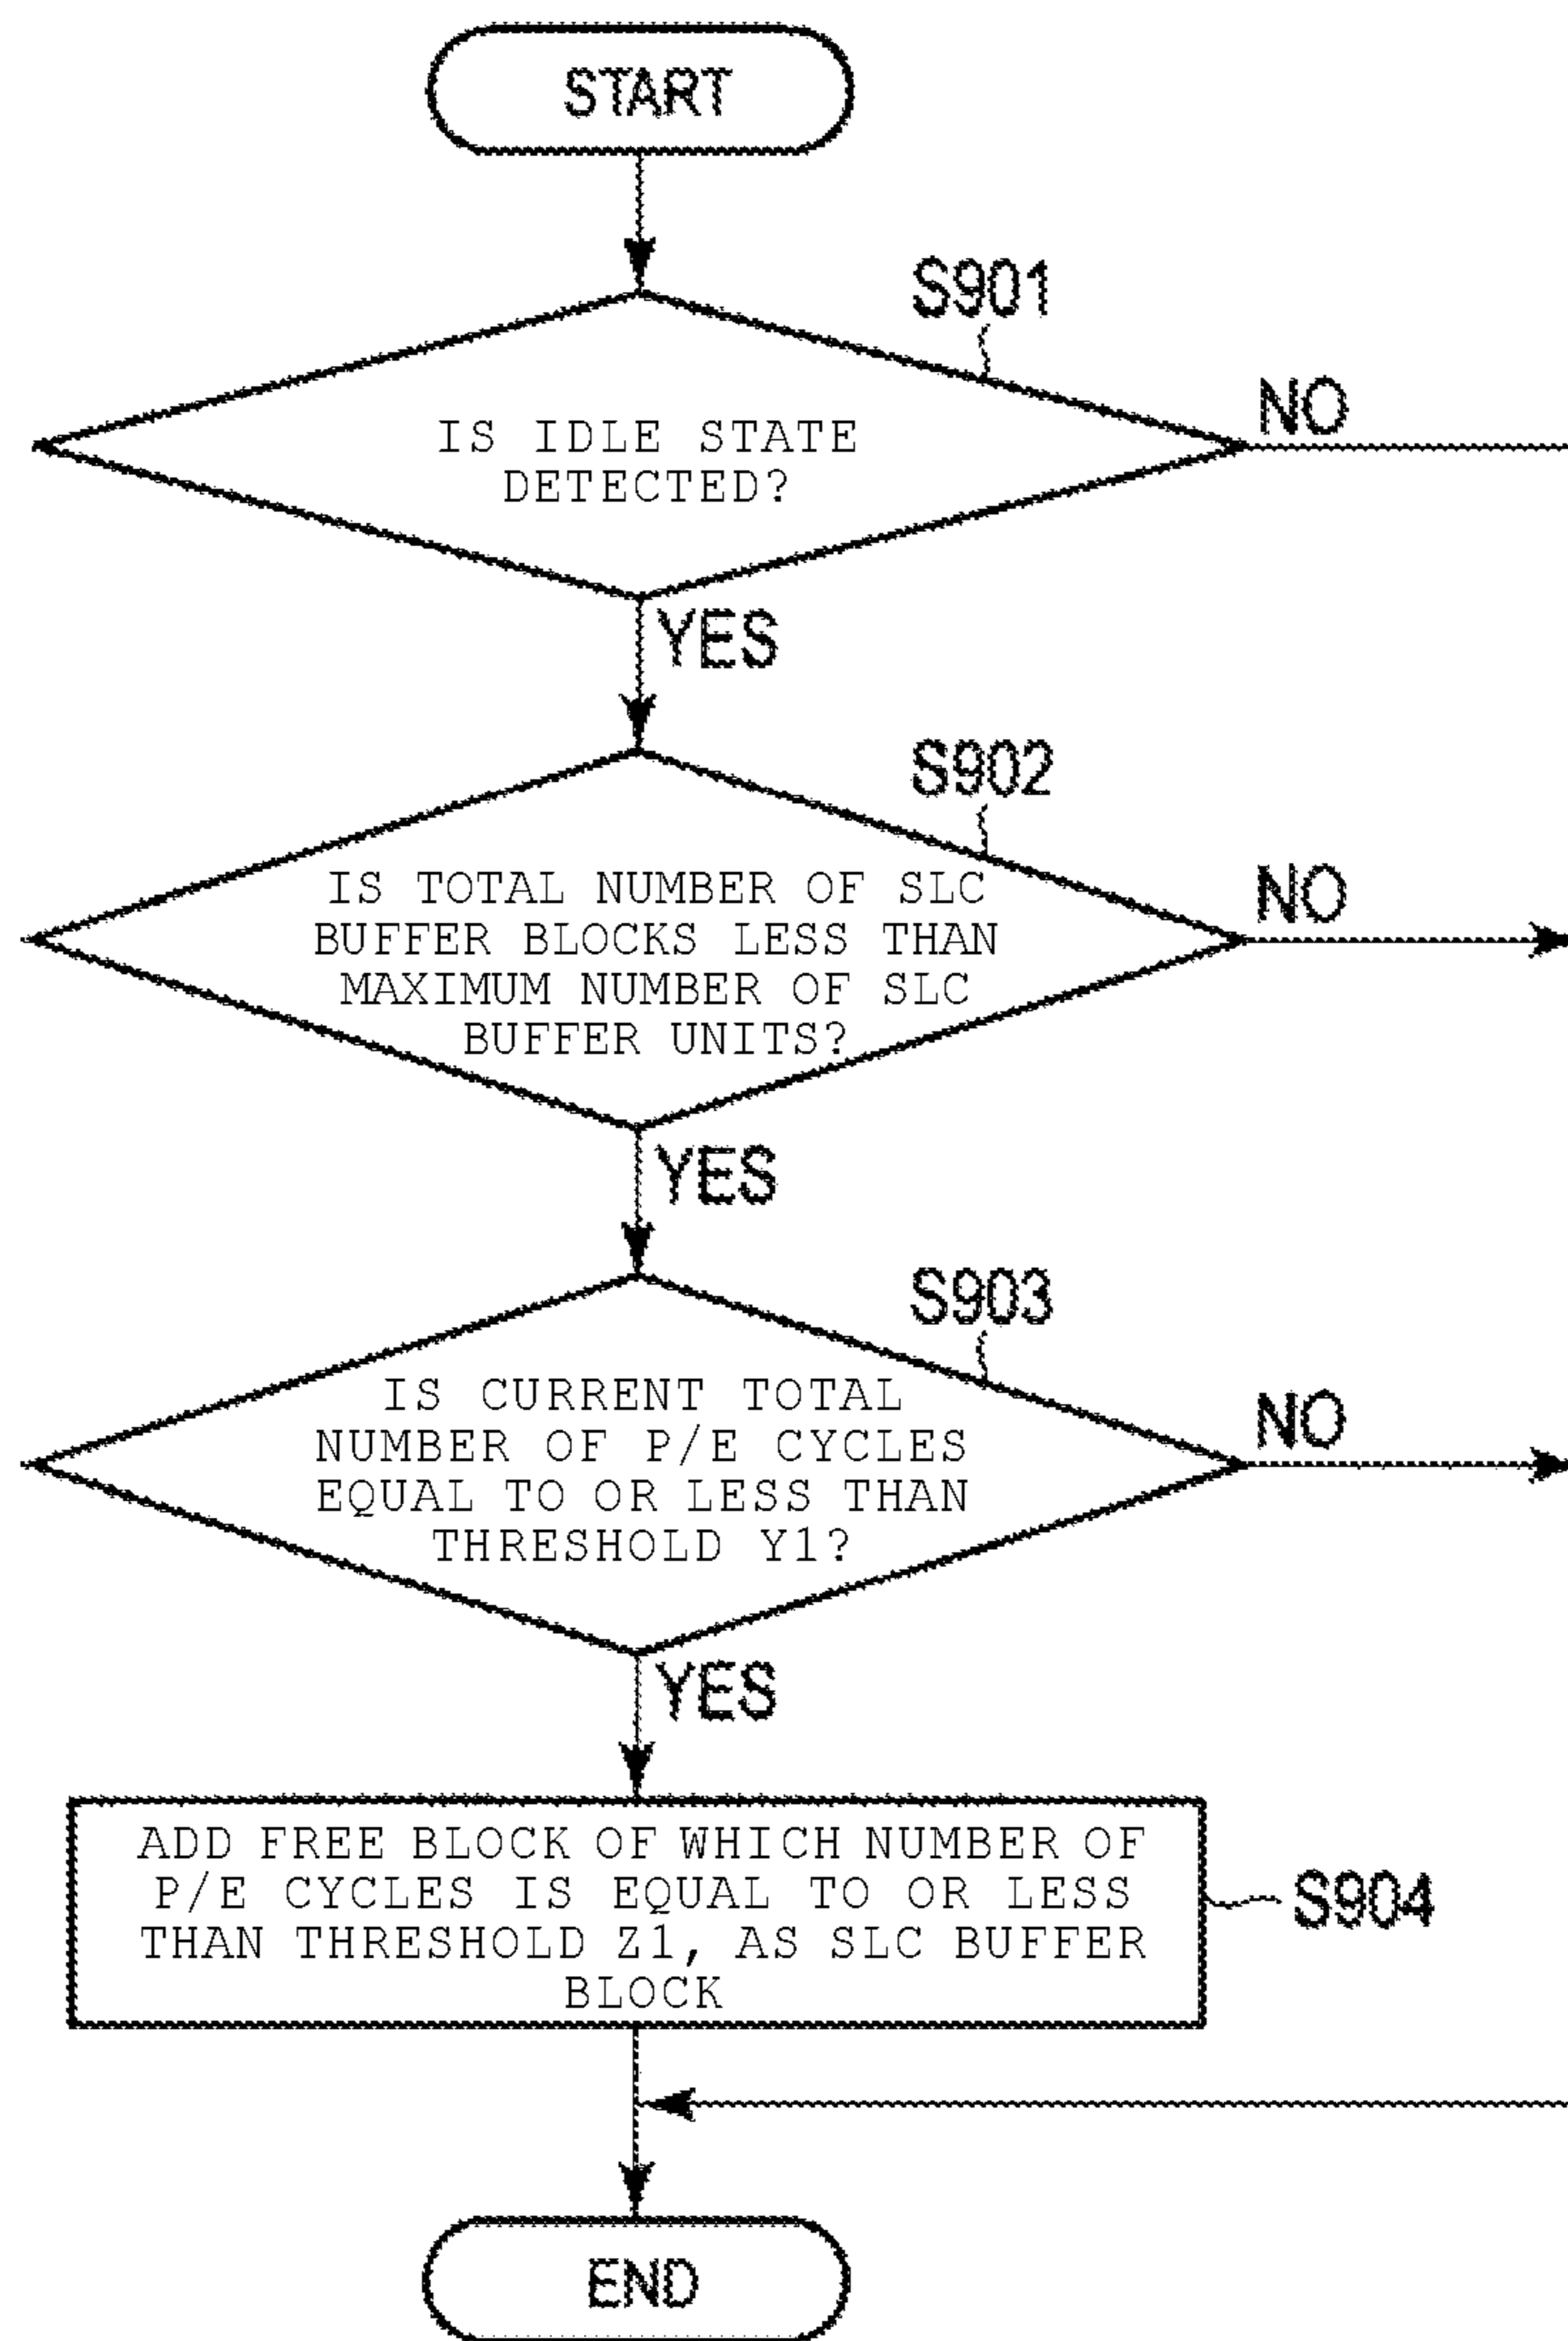 START
S901
IS IDLE STATE
DETECTED?
NO
YES
S902
IS TOTAL NUMBER OF SLC
BUFFER BLOCKS LESS THAN
MAXIMUM NUMBER OF SLC
BUFFER UNITS?
NO
YES
S903
IS CURRENT TOTAL
NUMBER OF P/E CYCLES
EQUAL TO OR LESS THAN
THRESHOLD Y1?
NO
YES
ADD FREE BLOCK OF WHICH NUMBER OF
P/E CYCLES IS EQUAL TO OR LESS
THAN THRESHOLD Z1, AS SLC BUFFER
BLOCK
S904
END